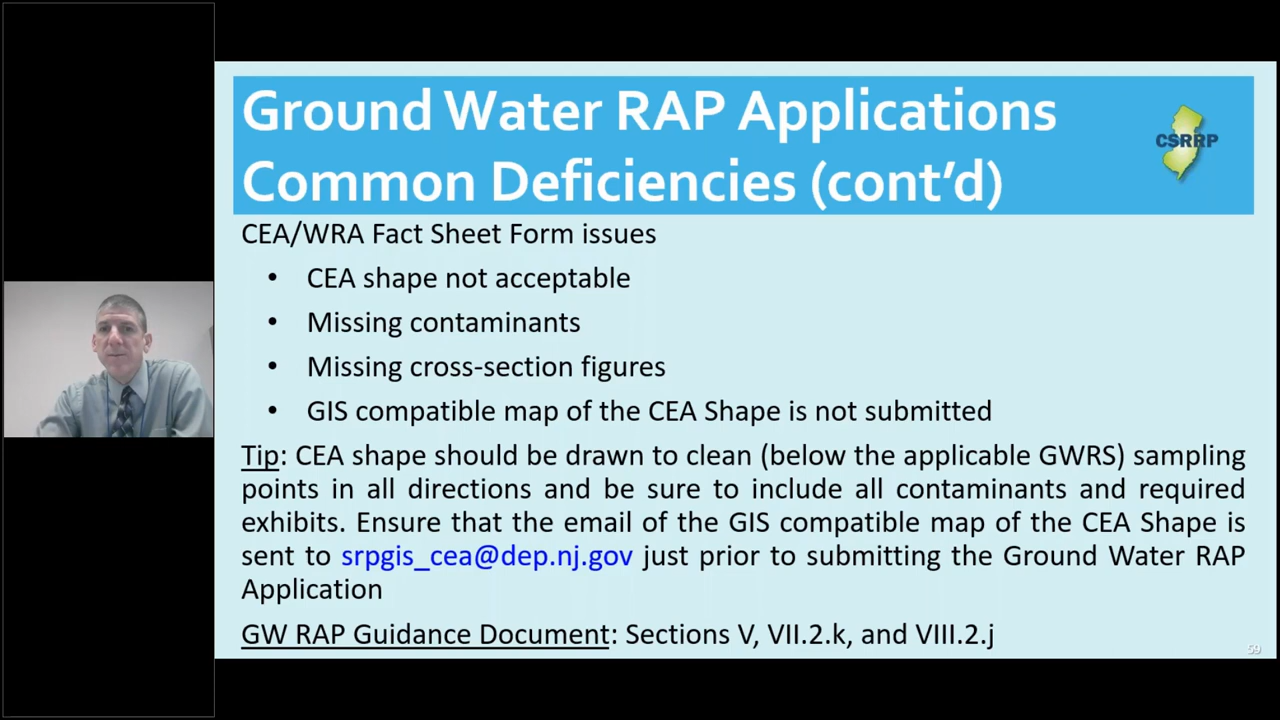 Ground Water RAP Applications
Common Deficiencies (cont'd)
CSRRP
CEA/WRA Fact Sheet Form issues
• CEA shape not acceptable
• Missing contaminants
• Missing cross-section figures
• GIS compatible map of the CEA Shape is not submitted
Tip: CEA shape should be drawn to clean (below the applicable GWRS) sampling
points in all directions and be sure to include all contaminants and required
exhibits. Ensure that the email of the GIS compatible map of the CEA Shape is
sent to srpgis_cea@dep.nj.gov just prior to submitting the Ground Water RAP
Application
GW RAP Guidance Document: Sections V, VII.2.k, and VIII.2.j
59